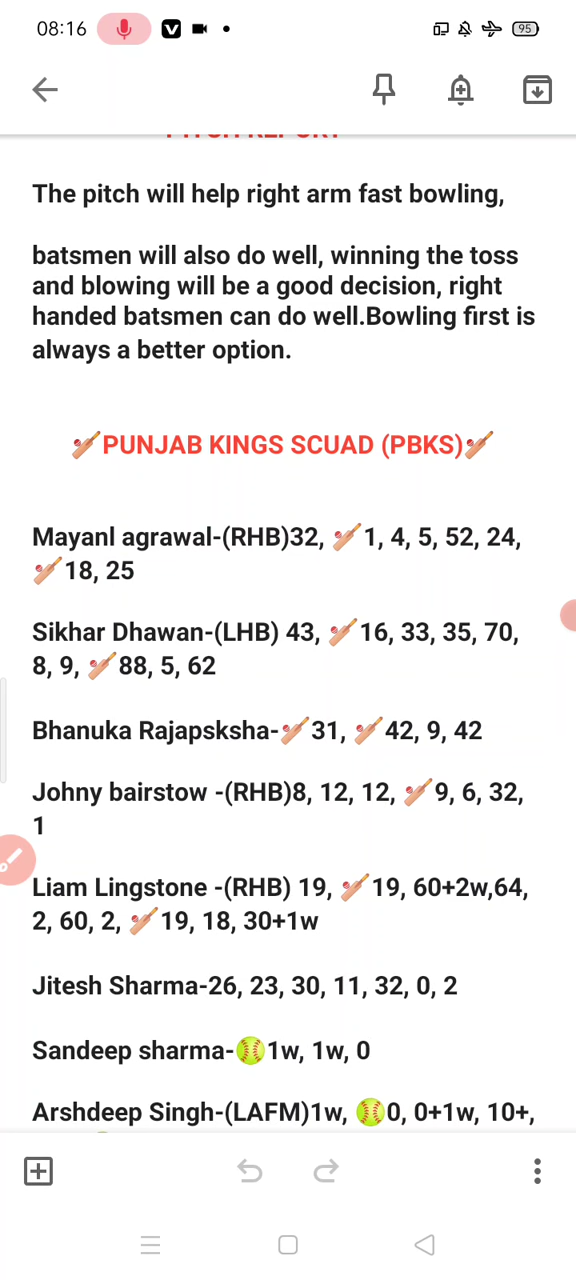 08:16
95
PITCH REPORT
The pitch will help right arm fast bowling,
batsmen will also do well, winning the toss
and blowing will be a good decision, right
handed batsmen can do well.Bowling first is
always a better option.
🏏PUNJAB KINGS SCUAD (PBKS)🏏
Mayanl agrawal-(RHB)32, 🏏1, 4, 5, 52, 24,
🏏18, 25
Sikhar Dhawan-(LHB) 43, 🏏16, 33, 35, 70,
8, 9, 🏏88, 5, 62
Bhanuka Rajapsksha-🏏31, 🏏42, 9, 42
Johny bairstow -(RHB)8, 12, 12, 🏏9, 6, 32,
1
Liam Lingstone -(RHB) 19, 🏏19, 60+2w,64,
2, 60, 2, 🏏19, 18, 30+1w
Jitesh Sharma-26, 23, 30, 11, 32, 0, 2
Sandeep sharma-🥎1w, 1w, 0
Arshdeep Singh-(LAFM)1w, 🥎0, 0+1w, 10+,